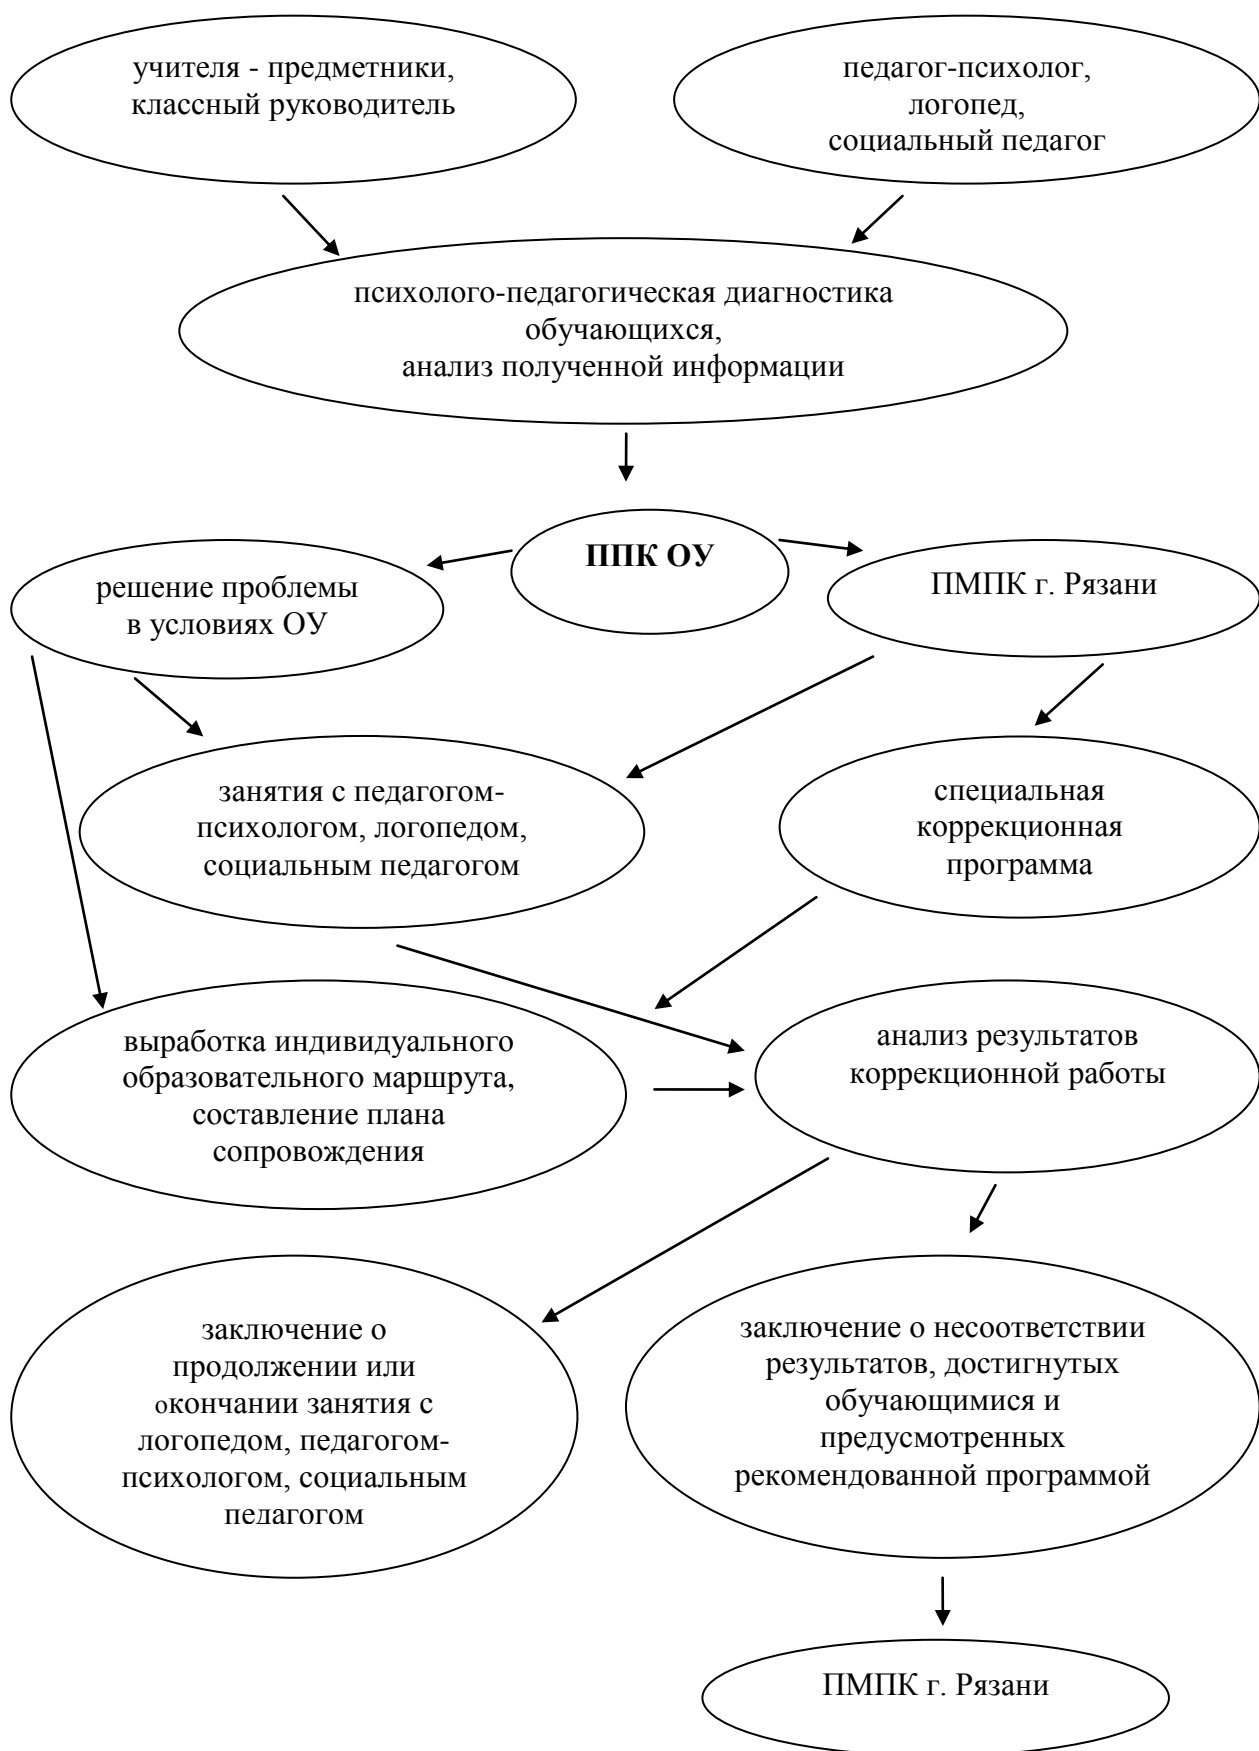 учителя - предметники,
классный руководитель
педагог-психолог,
логопед,
социальный педагог
психолого-педагогическая диагностика
обучающихся,
анализ полученной информации
ППК ОУ
решение проблемы
в условиях ОУ
ПМПК г. Рязани
занятия с педагогом-
психологом, логопедом,
социальным педагогом
специальная
коррекционная
программа
выработка индивидуального
образовательного маршрута,
составление плана
сопровождения
анализ результатов
коррекционной работы
заключение о
продолжении или
окончании занятия с
логопедом, педагогом-
психологом, социальным
педагогом
заключение о несоответствии
результатов, достигнутых
обучающимися и
предусмотренных
рекомендованной программой
ПМПК г. Рязани